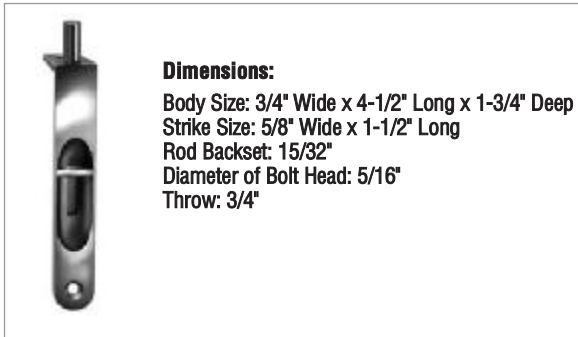 Dimensions:
Body Size: 3/4" Wide x 4-1/2" Long x 1-3/4" Deep
Strike Size: 5/8" Wide x 1-1/2" Long
Rod Backset: 15/32"
Diameter of Bolt Head: 5/16"
Throw: 3/4"